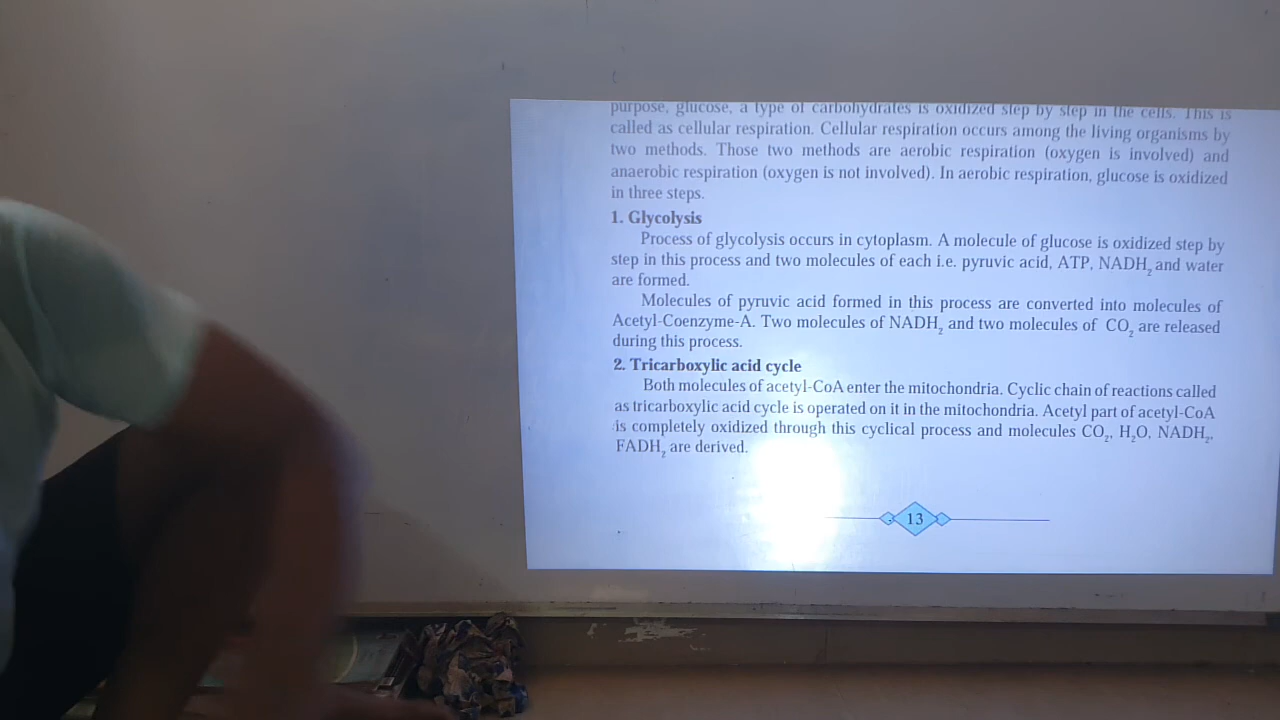 purpose, glucose, a type of carbohydrates is oxidized step by step in the cells. This is
called as cellular respiration. Cellular respiration occurs among the living organisms by
two methods. Those two methods are aerobic respiration (oxygen is involved) and
anaerobic respiration (oxygen is not involved). In aerobic respiration, glucose is oxidized
in three steps.
1. Glycolysis
Process of glycolysis occurs in cytoplasm. A molecule of glucose is oxidized step by
step in this process and two molecules of each i.e. pyruvic acid, ATP, NADH₂ and water
are formed.
Molecules of pyruvic acid formed in this process are converted into molecules of
Acetyl-Coenzyme-A. Two molecules of NADH₂ and two molecules of CO₂ are released
during this process.
2. Tricarboxylic acid cycle
Both molecules of acetyl-CoA enter the mitochondria. Cyclic chain of reactions called
as tricarboxylic acid cycle is operated on it in the mitochondria. Acetyl part of acetyl-CoA
is completely oxidized through this cyclical process and molecules CO₂, H₂O, NADH₂,
FADH₂ are derived.
13